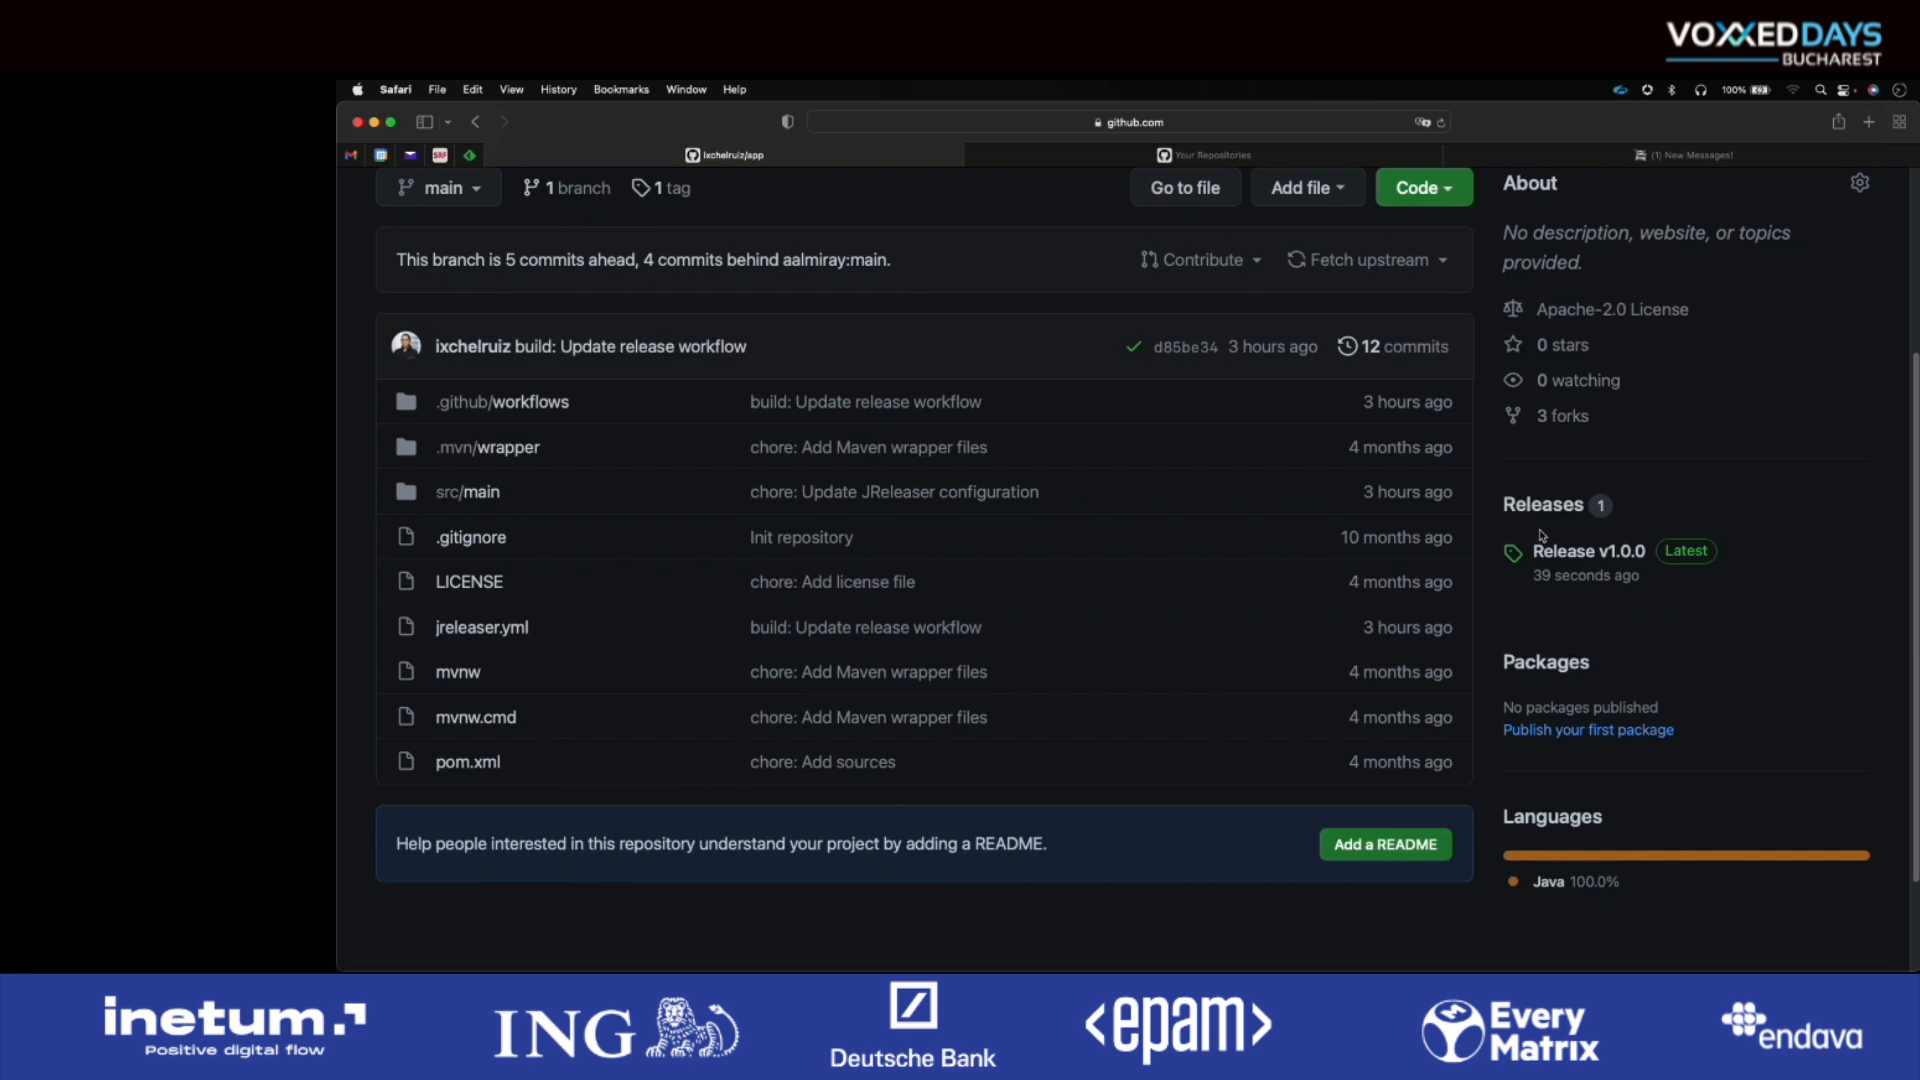 VOXXED DAYS
BUCHAREST
Safari File Edit View History Bookmarks Window Help
100%
github.com
SRF
ixchelruiz/app
Your Repositories
(1) New Messages!
main
1 branch
1 tag
Go to file
Add file
Code
This branch is 5 commits ahead, 4 commits behind aalmiray:main.
Contribute
Fetch upstream
ixchelruiz build: Update release workflow
d85be34 3 hours ago
12 commits
.github/workflows build: Update release workflow 3 hours ago
.mvn/wrapper chore: Add Maven wrapper files 4 months ago
src/main chore: Update JReleaser configuration 3 hours ago
.gitignore Init repository 10 months ago
LICENSE chore: Add license file 4 months ago
jreleaser.yml build: Update release workflow 3 hours ago
mvnw chore: Add Maven wrapper files 4 months ago
mvnw.cmd chore: Add Maven wrapper files 4 months ago
pom.xml chore: Add sources 4 months ago
Help people interested in this repository understand your project by adding a README.
Add a README
About
No description, website, or topics
provided.
Apache-2.0 License
0 stars
0 watching
3 forks
Releases 1
Release v1.0.0 Latest
39 seconds ago
Packages
No packages published
Publish your first package
Languages
Java 100.0%
inetum.
Positive digital flow
ING
Deutsche Bank
<epam>
Every
Matrix
endava